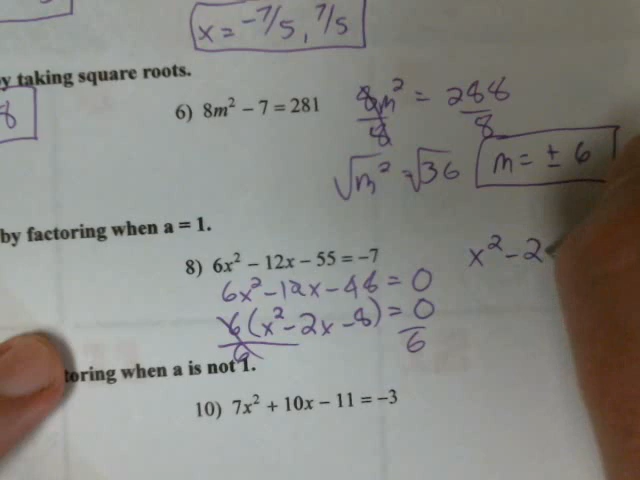 x = -7/5, 7/5
by taking square roots.
8
6) 8m² – 7 = 281
8m² = 288
8 8
√m² = √36
m = ± 6
by factoring when a = 1.
8) 6x² – 12x – 55 = –7
x² - 2
6x² - 12x - 48 = 0
6(x² - 2x - 8) = 0
6 6
toring when a is not 1.
10) 7x² + 10x – 11 = –3